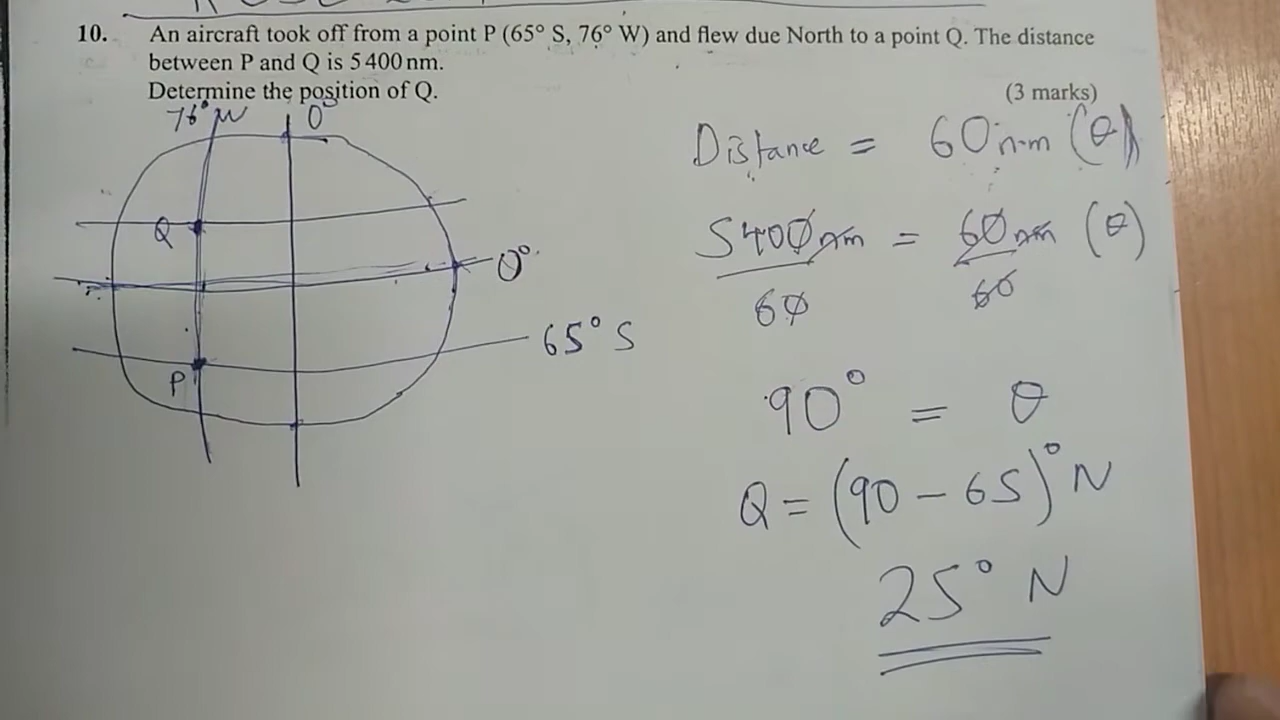 10. An aircraft took off from a point P (65° S, 76° W) and flew due North to a point Q. The distance
between P and Q is 5 400 nm.
Determine the position of Q. (3 marks)
76° W 0°
Q
0°
65° S
P
Distance = 60 n.m (θ)
5400 nm = 60 nm (θ)
60 60
90° = θ
Q = (90 - 65)° N
25° N